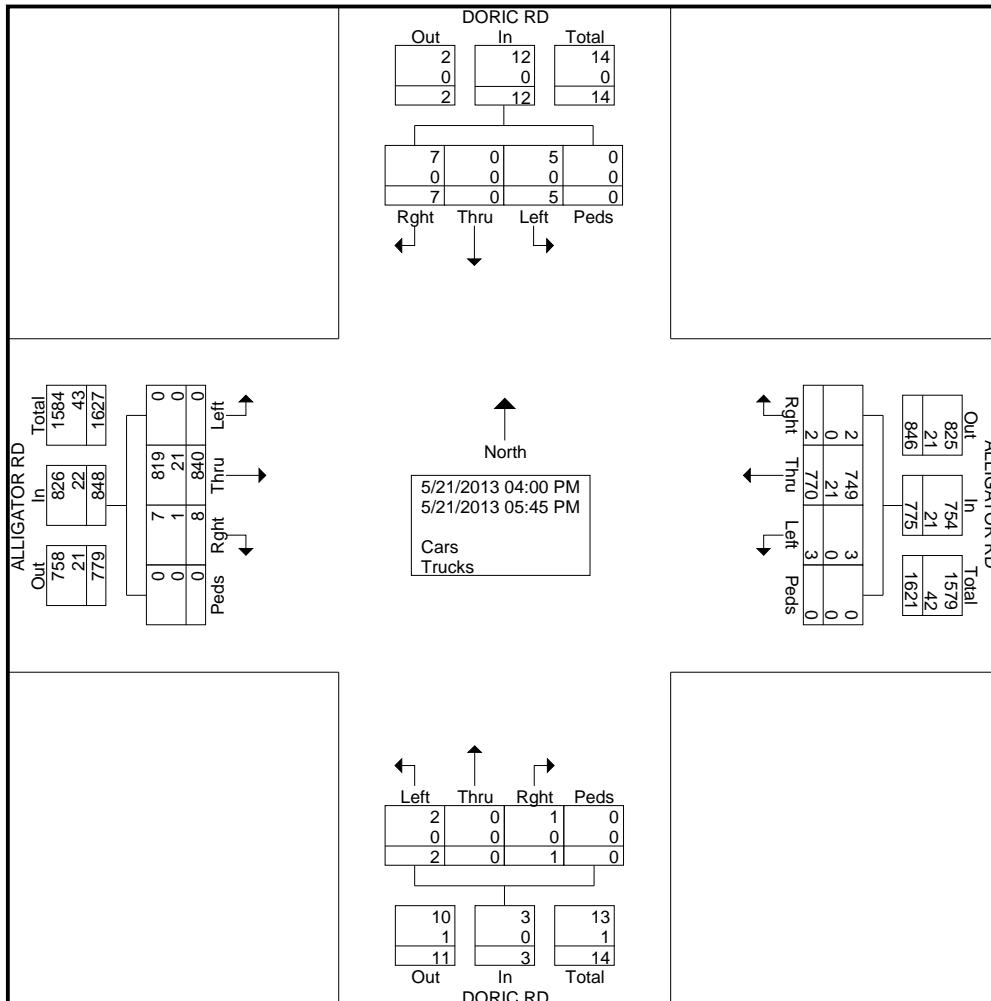 DORIC RD
Out In Total
2 12 14
0 0 0
2 12 14
7 0 5 0
0 0 0 0
7 0 5 0
Rght Thru Left Peds
ALLIGATOR RD
Total In Out
1584 826 758
43 22 21
1627 848 779
0 819 7 0
0 21 1 0
0 840 8 0
Left Thru Rght Peds
North
5/21/2013 04:00 PM
5/21/2013 05:45 PM
Cars
Trucks
Rght Thru Left Peds
2 749 3 0
0 21 0 0
2 770 3 0
Out In Total
825 754 1579
21 21 42
846 775 1621
ALLIGATOR RD
Left Thru Rght Peds
2 0 1 0
0 0 0 0
2 0 1 0
10 3 13
1 0 1
11 3 14
Out In Total
DORIC RD